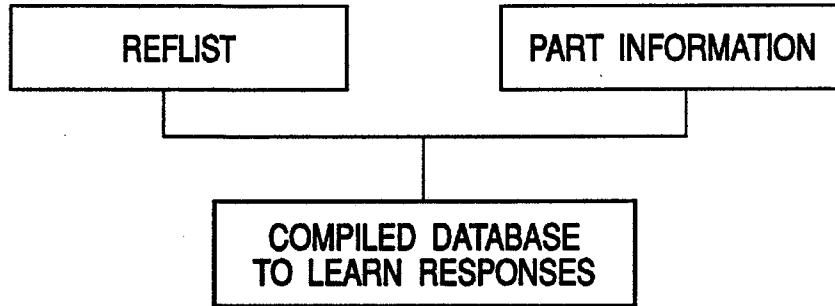 REFLIST
PART INFORMATION
COMPILED DATABASE
TO LEARN RESPONSES